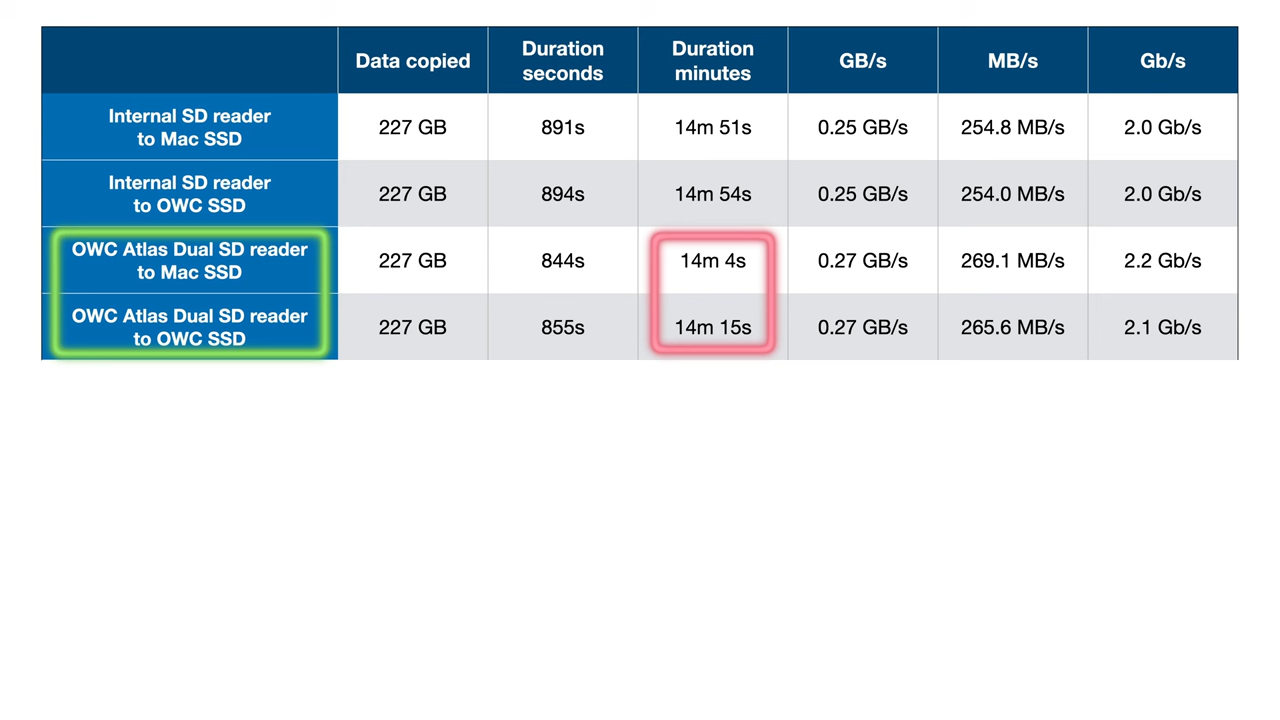 Data copied Duration seconds Duration minutes GB/s MB/s Gb/s
Internal SD reader to Mac SSD 227 GB 891s 14m 51s 0.25 GB/s 254.8 MB/s 2.0 Gb/s
Internal SD reader to OWC SSD 227 GB 894s 14m 54s 0.25 GB/s 254.0 MB/s 2.0 Gb/s
OWC Atlas Dual SD reader to Mac SSD 227 GB 844s 14m 4s 0.27 GB/s 269.1 MB/s 2.2 Gb/s
OWC Atlas Dual SD reader to OWC SSD 227 GB 855s 14m 15s 0.27 GB/s 265.6 MB/s 2.1 Gb/s